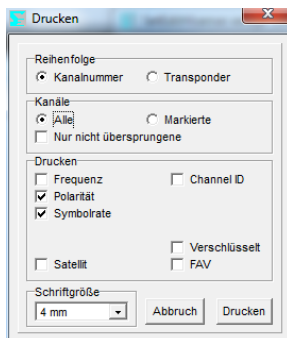 Drucken
Reihenfolge
Kanalnummer Transponder
Kanäle
Alle Markierte
Nur nicht übersprungene
Drucken
Frequenz Channel ID
Polarität
Symbolrate
Verschlüsselt
Satellit FAV
Schriftgröße
4 mm Abbruch Drucken